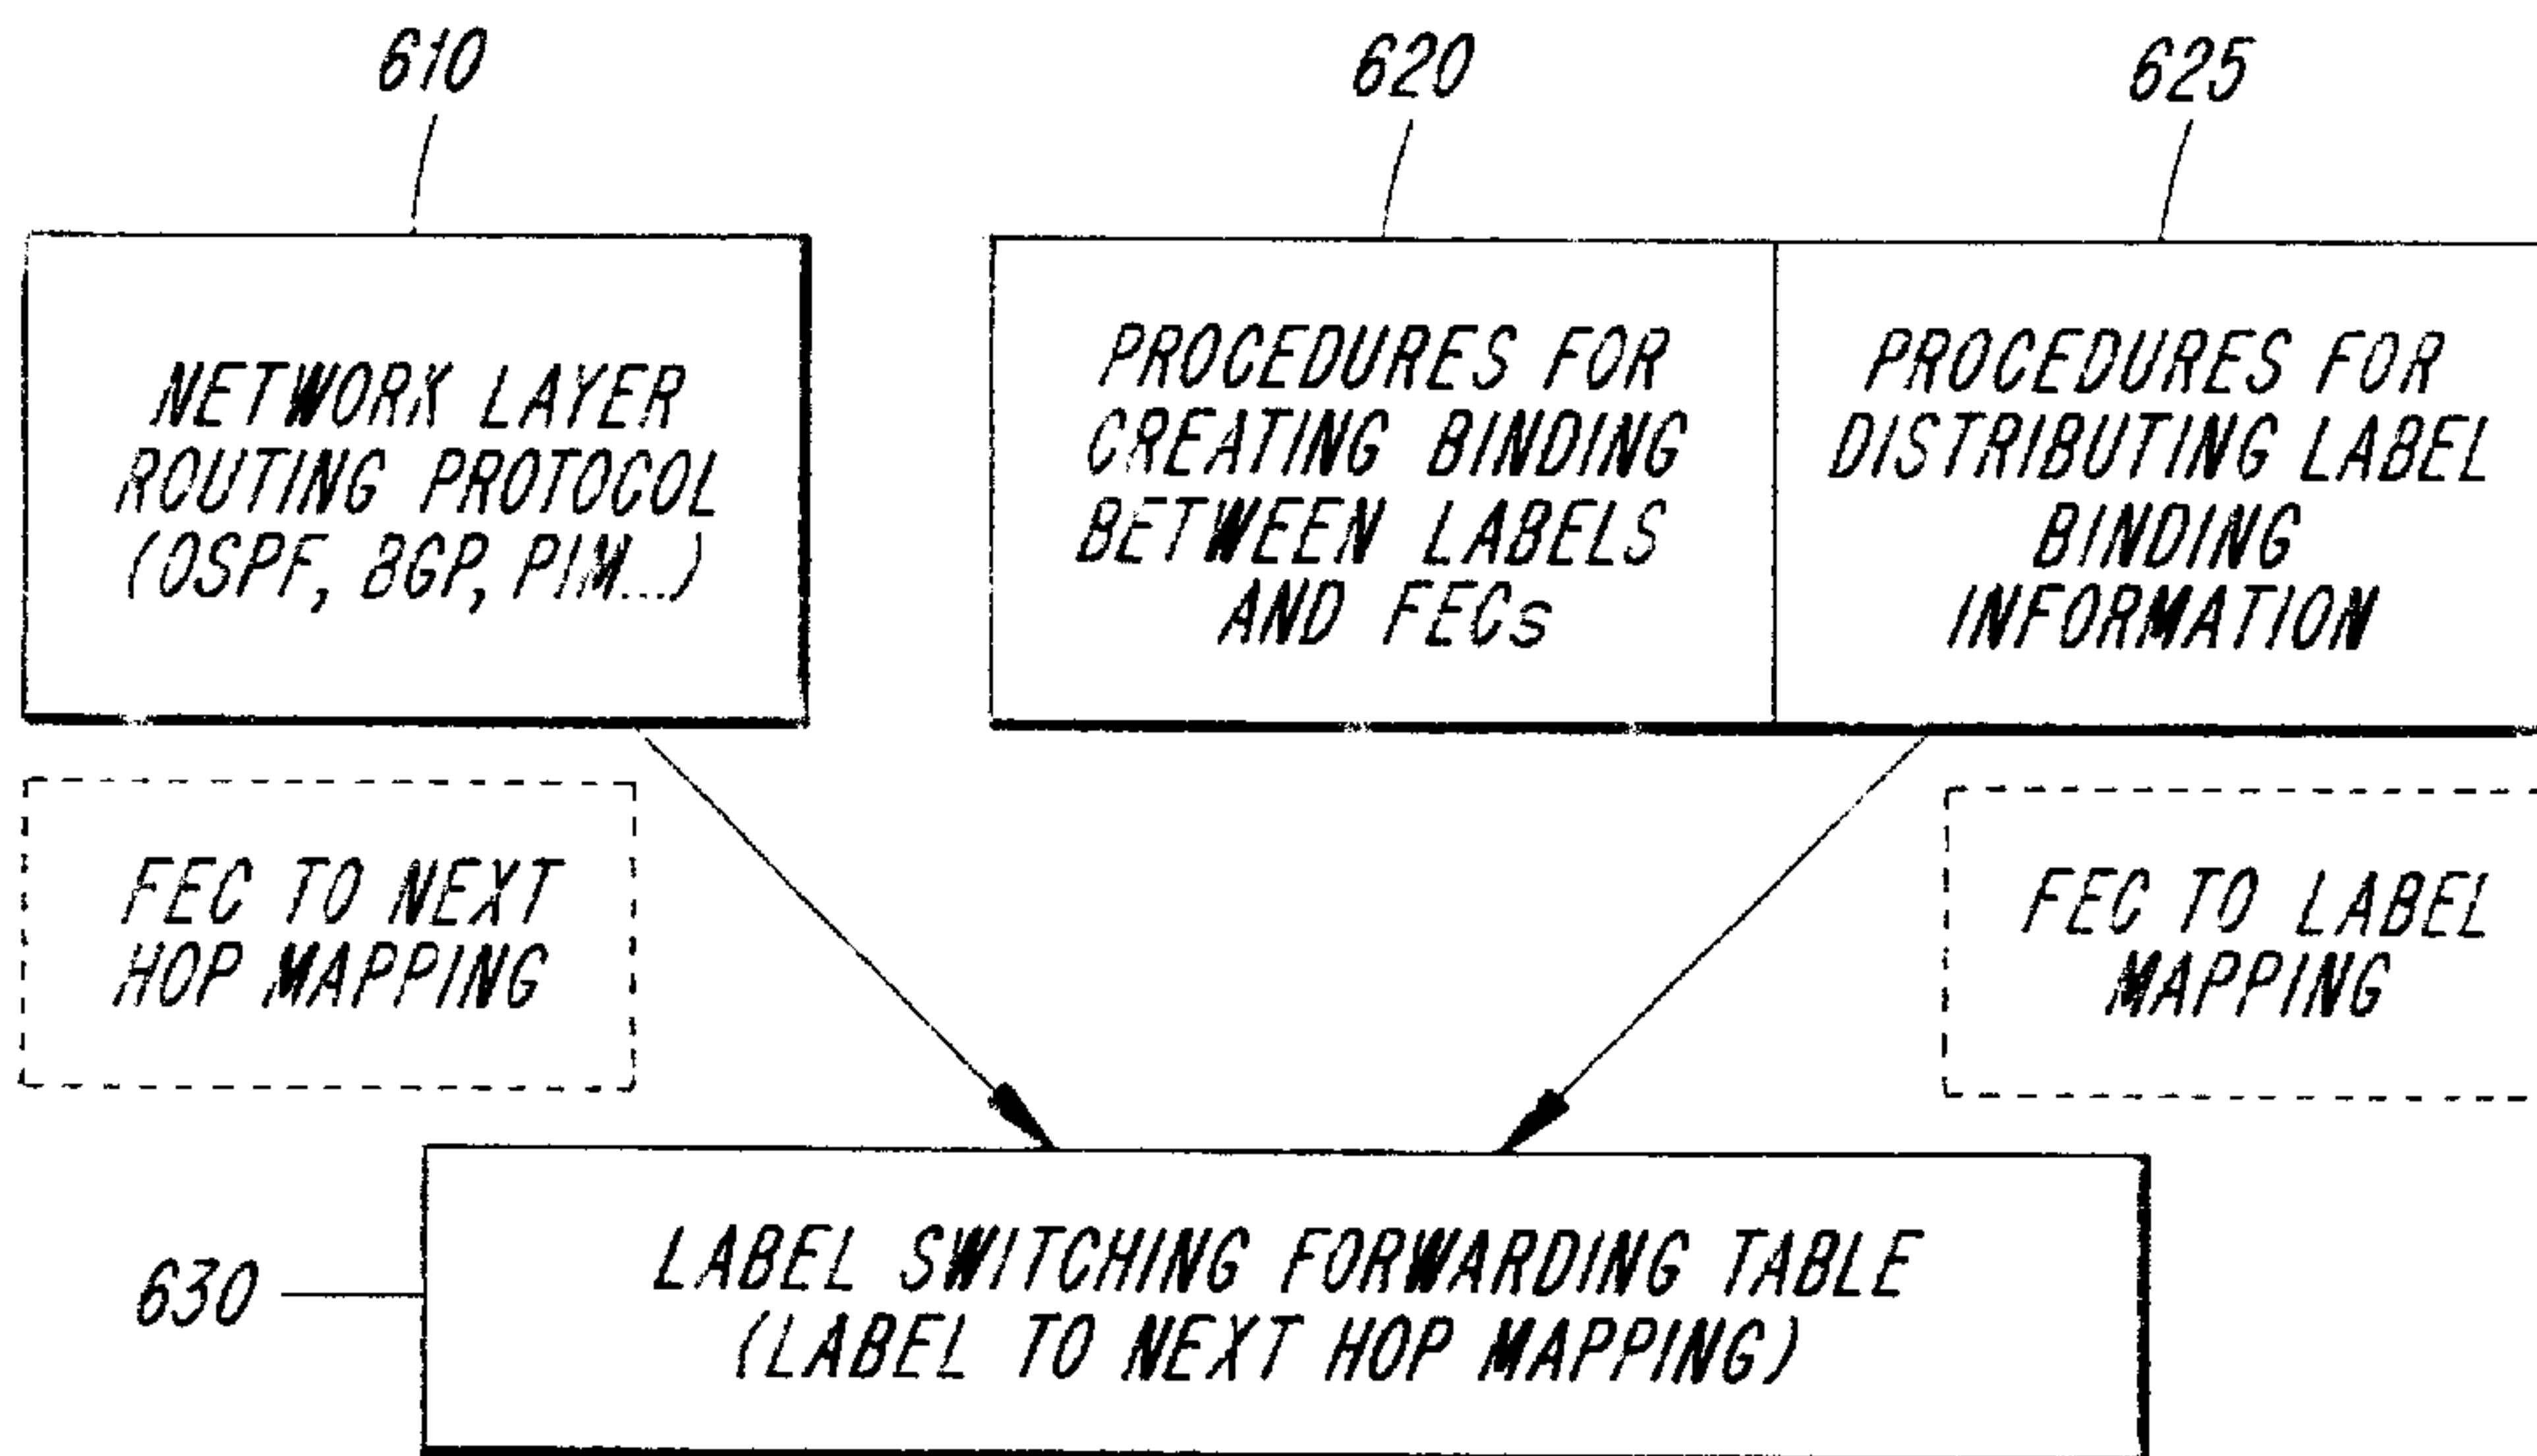 610
620
625
NETWORK LAYER
ROUTING PROTOCOL
(OSPF, BGP, PIM...)
PROCEDURES FOR
CREATING BINDING
BETWEEN LABELS
AND FECs
PROCEDURES FOR
DISTRIBUTING LABEL
BINDING
INFORMATION
FEC TO NEXT
HOP MAPPING
FEC TO LABEL
MAPPING
630
LABEL SWITCHING FORWARDING TABLE
(LABEL TO NEXT HOP MAPPING)